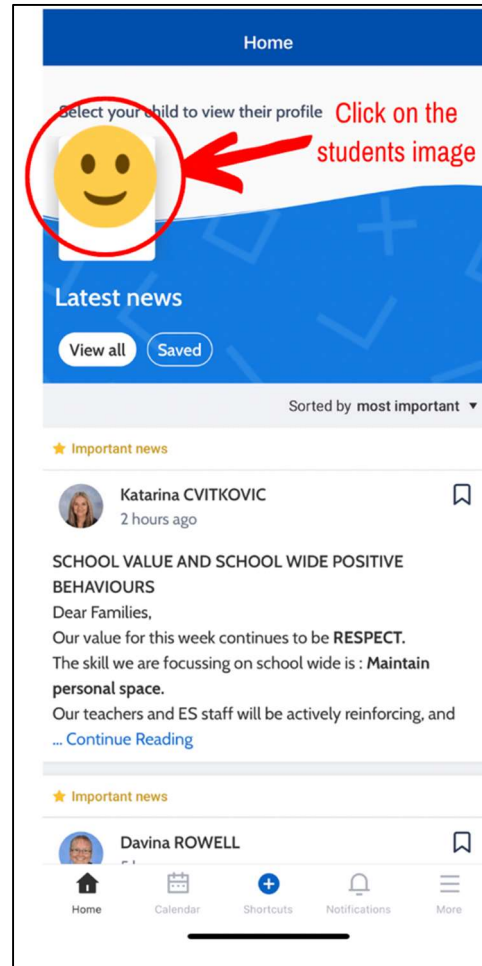 Home
Select your child to view their profile
Click on the
students image
Latest news
View all
Saved
Sorted by most important
Important news
Katarina CVITKOVIC
2 hours ago
SCHOOL VALUE AND SCHOOL WIDE POSITIVE
BEHAVIOURS
Dear Families,
Our value for this week continues to be RESPECT.
The skill we are focussing on school wide is : Maintain
personal space.
Our teachers and ES staff will be actively reinforcing, and
... Continue Reading
Important news
Davina ROWELL
Home
Calendar
Shortcuts
Notifications
More